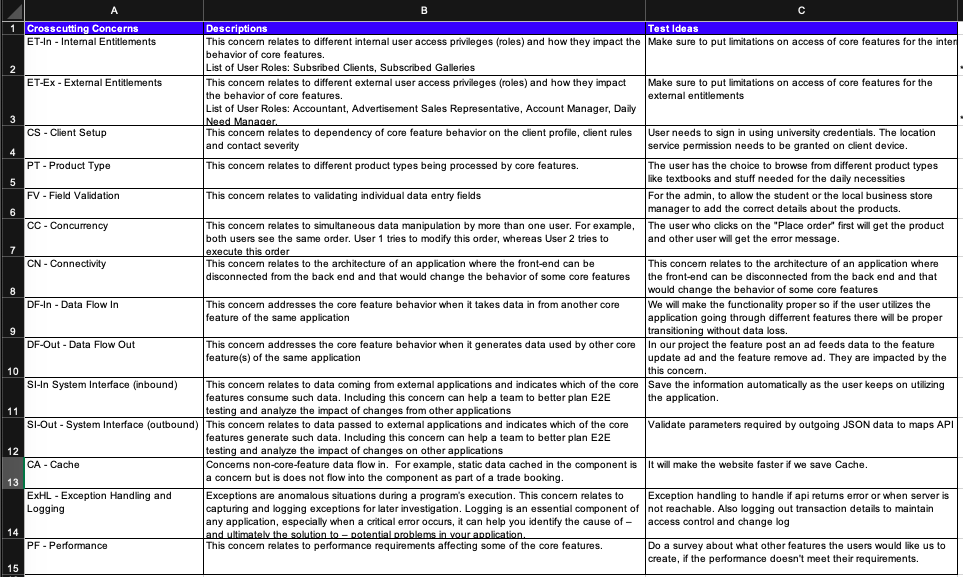 A B C
1 Crosscutting Concerns Descriptions Test Ideas
ET-In - Internal Entitlements
This concern relates to different internal user access privileges (roles) and how they impact the
behavior of core features.
List of User Roles: Subsribed Clients, Subscribed Galleries
Make sure to put limitations on access of core features for the inter
2
ET-Ex - External Entitlements
This concern relates to different external user access privileges (roles) and how they impact
the behavior of core features.
List of User Roles: Accountant, Advertisement Sales Representative, Account Manager, Daily
Need Manager.
Make sure to put limitations on access of core features for the
external entitlements
3
CS - Client Setup
This concern relates to dependency of core feature behavior on the client profile, client rules
and contact severity
User needs to sign in using university credentials. The location
service permission needs to be granted on client device.
4
PT - Product Type
This concern relates to different product types being processed by core features.
The user has the choice to browse from different product types
like textbooks and stuff needed for the daily necessities
5
FV - Field Validation
This concern relates to validating individual data entry fields
For the admin, to allow the student or the local business store
manager to add the correct details about the products.
6
CC - Concurrency
This concern relates to simultaneous data manipulation by more than one user. For example,
both users see the same order. User 1 tries to modify this order, whereas User 2 tries to
execute this order
The user who clicks on the "Place order" first will get the product
and other user will get the error message.
7
CN - Connectivity
This concern relates to the architecture of an application where the front-end can be
disconnected from the back end and that would change the behavior of some core features
This concern relates to the architecture of an application where
the front-end can be disconnected from the back end and that
would change the behavior of some core features
8
DF-In - Data Flow In
This concern addresses the core feature behavior when it takes data in from another core
feature of the same application
We will make the functionality proper so if the user utilizes the
application going through differrent features there will be proper
transitioning without data loss.
9
DF-Out - Data Flow Out
This concern addresses the core feature behavior when it generates data used by other core
feature(s) of the same application
In our project the feature post an ad feeds data to the feature
update ad and the feature remove ad. They are impacted by the
this concern.
10
SI-In System Interface (inbound)
This concern relates to data coming from external applications and indicates which of the core
features consume such data. Including this concern can help a team to better plan E2E
testing and analyze the impact of changes from other applications
Save the information automatically as the user keeps on utilizing
the application.
11
SI-Out - System Interface (outbound)
This concern relates to data passed to external applications and indicates which of the core
features generate such data. Including this concern can help a team to better plan E2E
testing and analyze the impact of changes on other applications
Validate parameters required by outgoing JSON data to maps API
12
CA - Cache
Concerns non-core-feature data flow in. For example, static data cached in the component is
a concern but is does not flow into the component as part of a trade booking.
It will make the website faster if we save Cache.
13
ExHL - Exception Handling and
Logging
Exceptions are anomalous situations during a program's execution. This concern relates to
capturing and logging exceptions for later investigation. Logging is an essential component of
any application, especially when a critical error occurs, it can help you identify the cause of –
and ultimately the solution to – potential problems in your application.
Exception handling to handle if api returns error or when server is
not reachable. Also logging out transaction details to maintain
access control and change log
14
PF - Performance
This concern relates to performance requirements affecting some of the core features.
Do a survey about what other features the users would like us to
create, if the performance doesn't meet their requirements.
15